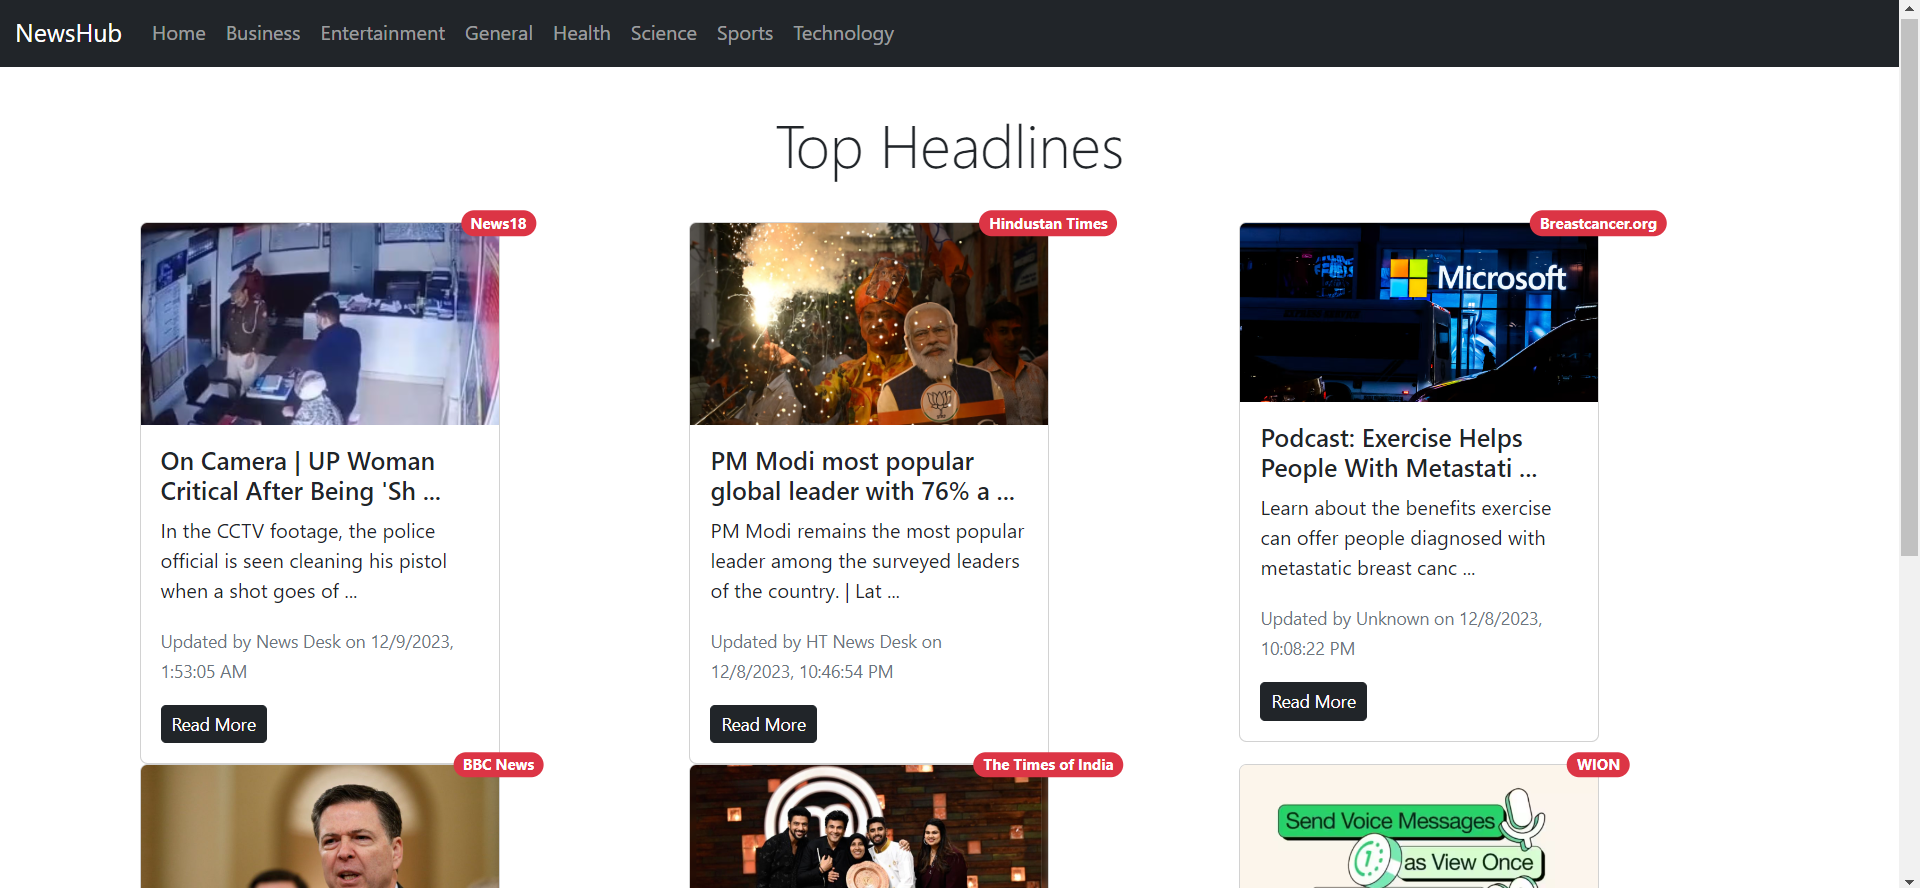 NewsHub Home Business Entertainment General Health Science Sports Technology
Top Headlines
News18
On Camera | UP Woman
Critical After Being 'Sh ...
In the CCTV footage, the police
official is seen cleaning his pistol
when a shot goes of ...
Updated by News Desk on 12/9/2023,
1:53:05 AM
Read More
Hindustan Times
PM Modi most popular
global leader with 76% a ...
PM Modi remains the most popular
leader among the surveyed leaders
of the country. | Lat ...
Updated by HT News Desk on
12/8/2023, 10:46:54 PM
Read More
Breastcancer.org
Microsoft
Podcast: Exercise Helps
People With Metastati ...
Learn about the benefits exercise
can offer people diagnosed with
metastatic breast canc ...
Updated by Unknown on 12/8/2023,
10:08:22 PM
Read More
BBC News
The Times of India
WION
Send Voice Messages
as View Once